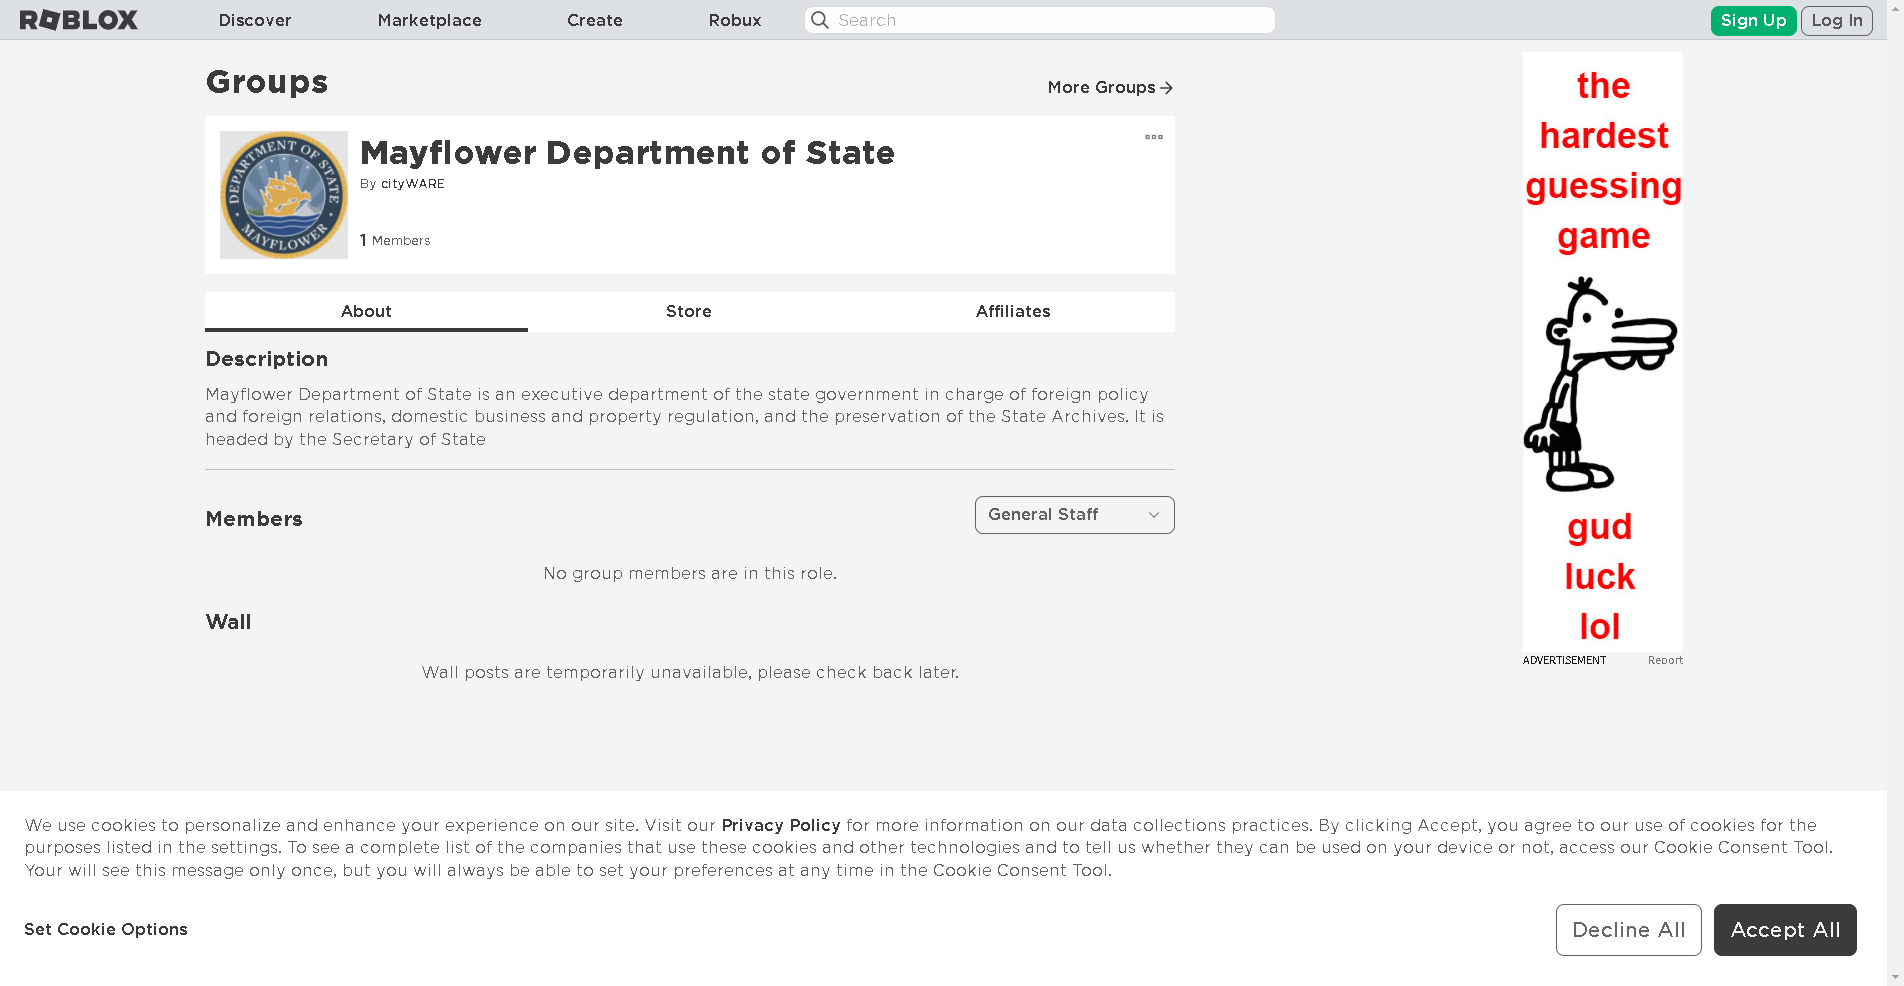 ROBLOX Discover Marketplace Create Robux Search Sign Up Log In
Groups
More Groups
DEPARTMENT OF STATE
MAYFLOWER
Mayflower Department of State
By cityWARE
1 Members
About Store Affiliates
Description
Mayflower Department of State is an executive department of the state government in charge of foreign policy
and foreign relations, domestic business and property regulation, and the preservation of the State Archives. It is
headed by the Secretary of State
Members
General Staff
No group members are in this role.
Wall
Wall posts are temporarily unavailable, please check back later.
the
hardest
guessing
game
gud
luck
lol
ADVERTISEMENT Report
We use cookies to personalize and enhance your experience on our site. Visit our Privacy Policy for more information on our data collections practices. By clicking Accept, you agree to our use of cookies for the
purposes listed in the settings. To see a complete list of the companies that use these cookies and other technologies and to tell us whether they can be used on your device or not, access our Cookie Consent Tool.
Your will see this message only once, but you will always be able to set your preferences at any time in the Cookie Consent Tool.
Set Cookie Options
Decline All
Accept All